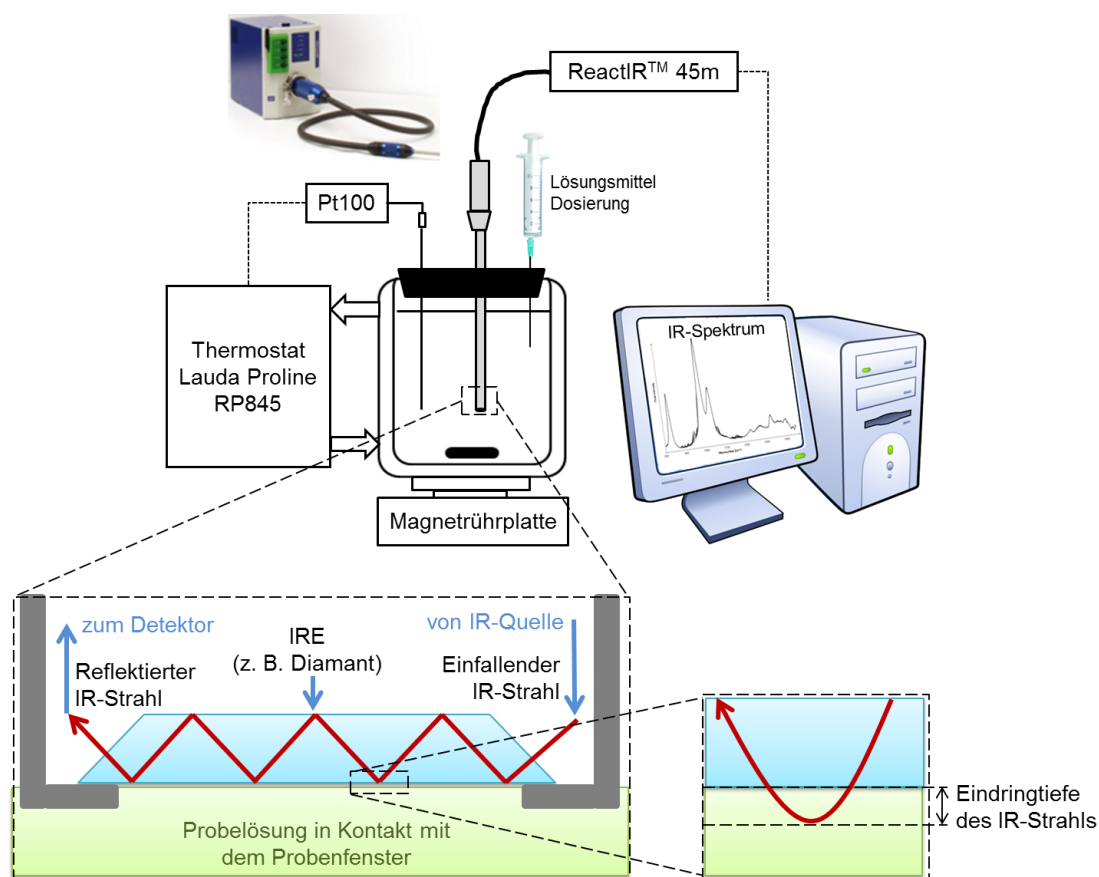 ReactIR™ 45m
Lösungsmittel
Dosierung
Pt100
Thermostat
Lauda Proline
RP845
IR-Spektrum
Magnetrührplatte
zum Detektor
von IR-Quelle
IRE
(z. B. Diamant)
Reflektierter
IR-Strahl
Einfallender
IR-Strahl
Probelösung in Kontakt mit
dem Probenfenster
Eindringtiefe
des IR-Strahls